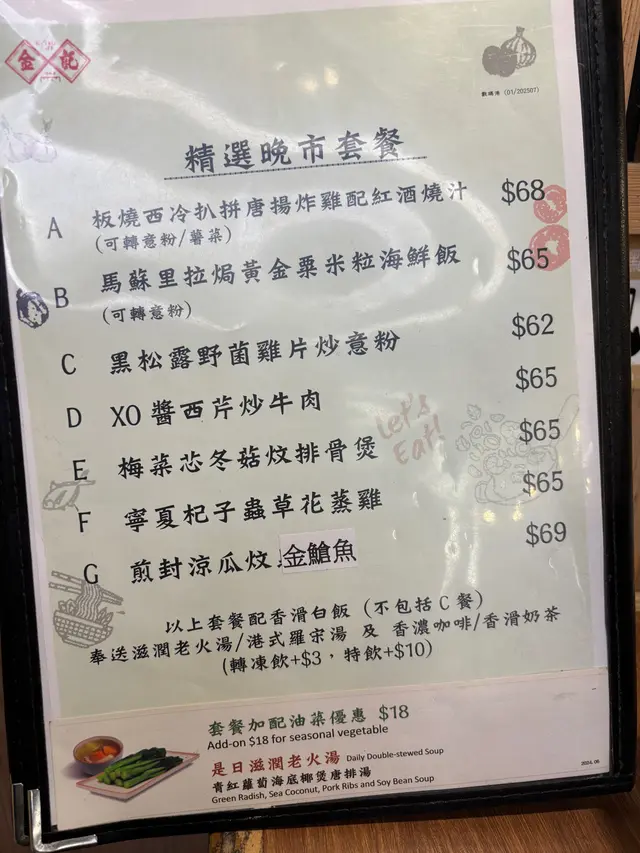 金記
歡鳴灣 (01/202507)
精選晚市套餐
A 板燒西冷扒拼唐揚炸雞配紅酒燒汁 $68
(可轉意粉/薯菜)
B 馬蘇里拉焗黃金粟米粒海鮮飯 $65
(可轉意粉)
C 黑松露野菌雞片炒意粉 $62
D XO醬西芹炒牛肉 $65
E 梅菜芯冬菇炆排骨煲 $65
F 寧夏杞子蟲草花蒸雞 $65
G 煎封涼瓜炆金鯧魚 $69
Let's
Eat!
以上套餐配香滑白飯 (不包括C餐)
奉送滋潤老火湯/港式羅宋湯 及 香濃咖啡/香滑奶茶
(轉凍飲+$3，特飲+$10)
套餐加配油菜優惠 $18
Add-on $18 for seasonal vegetable
是日滋潤老火湯 Daily Double-stewed Soup
青紅蘿蔔海底椰煲唐排湯
Green Radish, Sea Coconut, Pork Ribs and Soy Bean Soup
2024.06